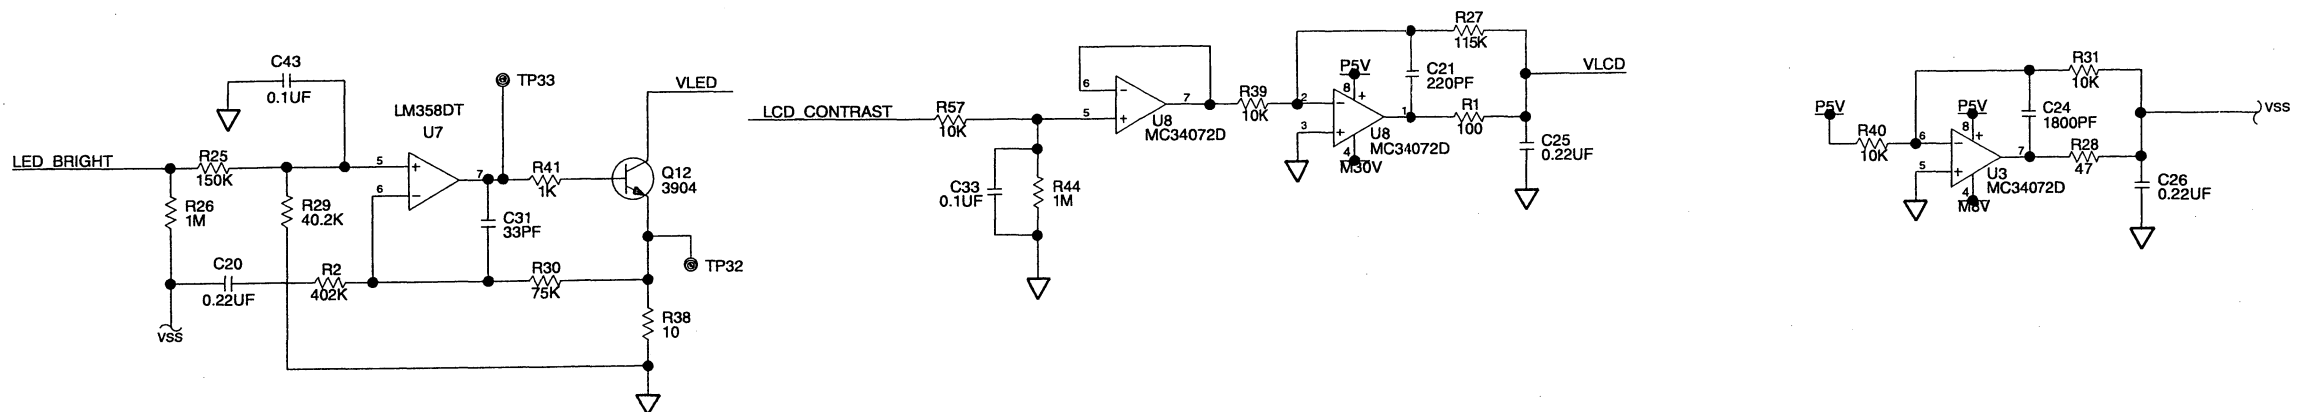 C43
0.1UF
LM358DT
U7
TP33
VLED
LED_BRIGHT
R25
150K
5
6
+
−
7
R41
1K
Q12
3904
R26
1M
R29
40.2K
C31
33PF
TP32
C20
0.22UF
R2
402K
R30
75K
R38
10
VSS
LCD_CONTRAST
R57
10K
6
5
−
+
7
U8
MC34072D
C33
0.1UF
R44
1M
R39
10K
2
3
−
+
P5V
8
+
1
U8
MC34072D
4
M30V
C21
220PF
R27
115K
R1
100
VLCD
C25
0.22UF
P5V
R40
10K
6
5
−
+
P5V
8
+
7
U3
MC34072D
4
M8V
C24
1800PF
R31
10K
R28
47
VSS
C26
0.22UF